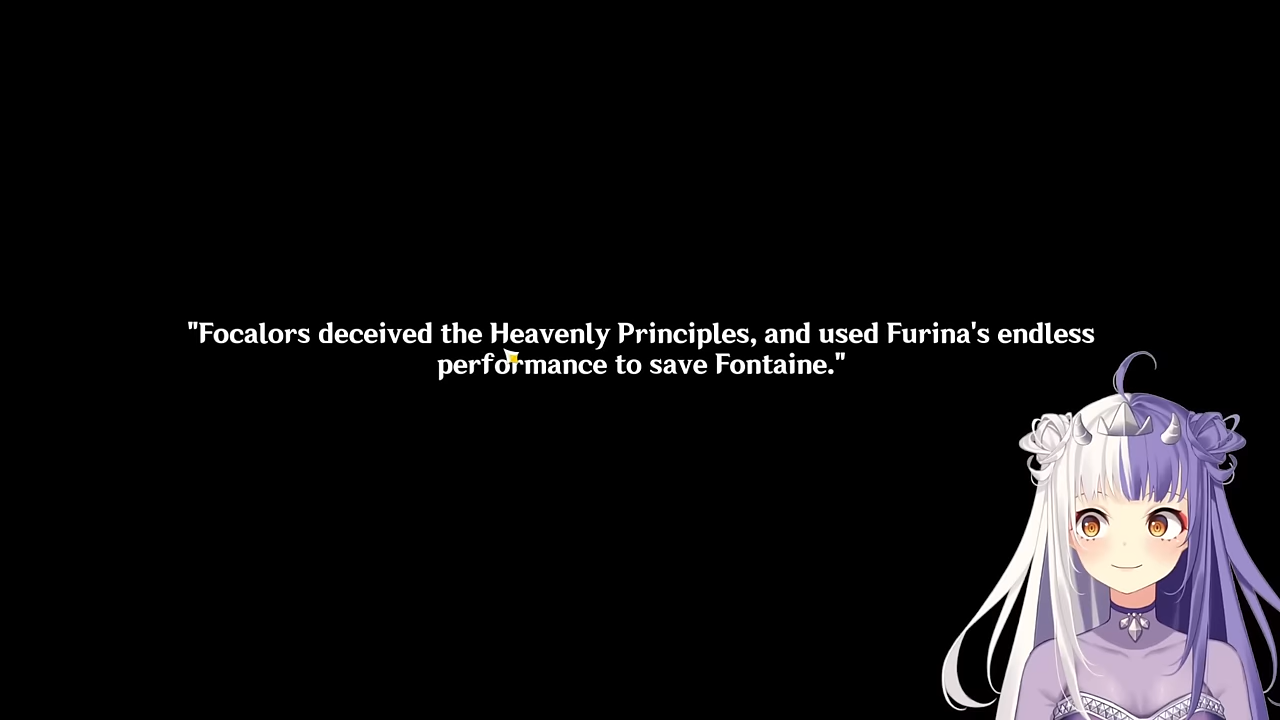 "Focalors deceived the Heavenly Principles, and used Furina's endless
performance to save Fontaine."